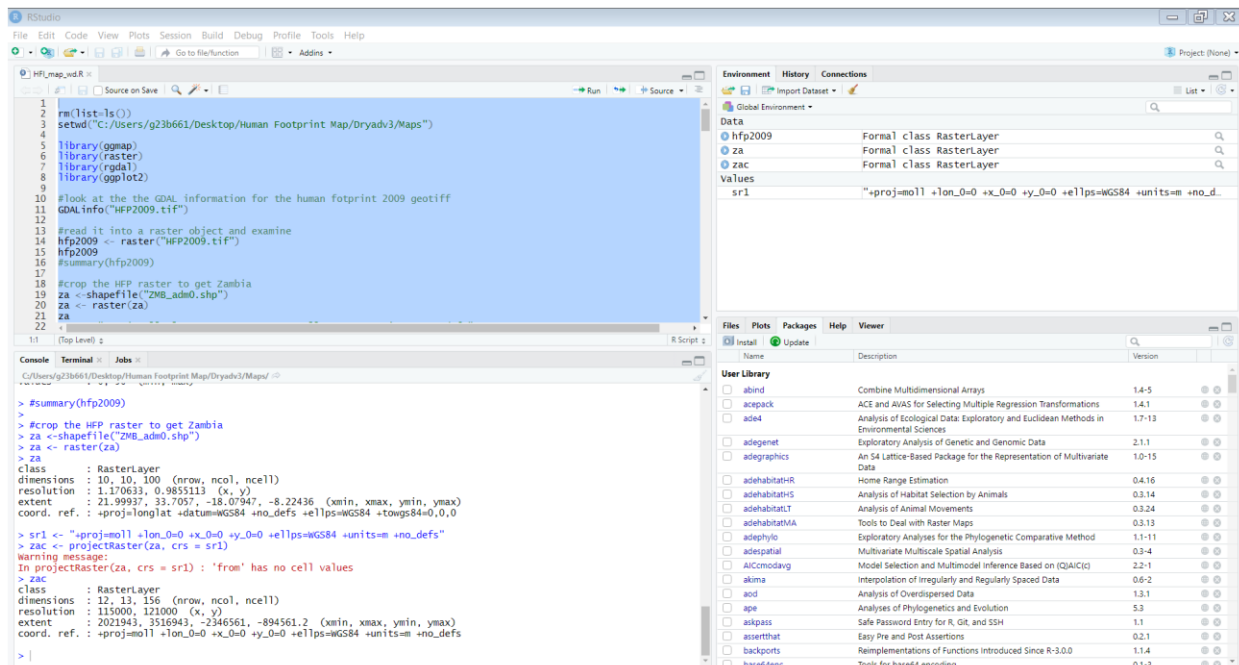 RStudio
File Edit Code View Plots Session Build Debug Profile Tools Help
Go to file/function Addins Project: (None)
HFI_map_wd.R
Source on Save Run Source
1
2 rm(list=ls())
3 setwd("C:/Users/g23b661/Desktop/Human Footprint Map/Dryadv3/Maps")
4
5 library(ggmap)
6 library(raster)
7 library(rgdal)
8 library(ggplot2)
9
10 #look at the the GDAL information for the human fotprint 2009 geotiff
11 GDALinfo("HFP2009.tif")
12
13 #read it into a raster object and examine
14 hfp2009 <- raster("HFP2009.tif")
15 hfp2009
16 #summary(hfp2009)
17
18 #crop the HFP raster to get Zambia
19 za <-shapefile("ZMB_adm0.shp")
20 za <- raster(za)
21 za
22
1:1 (Top Level) R Script
Console Terminal Jobs
C:/Users/g23b661/Desktop/Human Footprint Map/Dryadv3/Maps/
> #summary(hfp2009)
>
> #crop the HFP raster to get Zambia
> za <-shapefile("ZMB_adm0.shp")
> za <- raster(za)
> za
class : RasterLayer
dimensions : 10, 10, 100 (nrow, ncol, ncell)
resolution : 1.170633, 0.9855113 (x, y)
extent : 21.99937, 33.7057, -18.07947, -8.22436 (xmin, xmax, ymin, ymax)
coord. ref. : +proj=longlat +datum=WGS84 +no_defs +ellps=WGS84 +towgs84=0,0,0
> sr1 <- "+proj=moll +lon_0=0 +x_0=0 +y_0=0 +ellps=WGS84 +units=m +no_defs"
> zac <- projectRaster(za, crs = sr1)
Warning message:
In projectRaster(za, crs = sr1) : 'from' has no cell values
> zac
class : RasterLayer
dimensions : 12, 13, 156 (nrow, ncol, ncell)
resolution : 115000, 121000 (x, y)
extent : 2021943, 3516943, -2346561, -894561.2 (xmin, xmax, ymin, ymax)
coord. ref. : +proj=moll +lon_0=0 +x_0=0 +y_0=0 +ellps=WGS84 +units=m +no_defs
>
Environment History Connections
Import Dataset List
Global Environment
Data
hfp2009 Formal class RasterLayer
za Formal class RasterLayer
zac Formal class RasterLayer
Values
sr1 "+proj=moll +lon_0=0 +x_0=0 +y_0=0 +ellps=WGS84 +units=m +no_d…
Files Plots Packages Help Viewer
Install Update
Name Description Version
User Library
abind Combine Multidimensional Arrays 1.4-5
acepack ACE and AVAS for Selecting Multiple Regression Transformations 1.4.1
ade4 Analysis of Ecological Data: Exploratory and Euclidean Methods in 1.7-13
Environmental Sciences
adegenet Exploratory Analysis of Genetic and Genomic Data 2.1.1
adegraphics An S4 Lattice-Based Package for the Representation of Multivariate 1.0-15
Data
adehabitatHR Home Range Estimation 0.4.16
adehabitatHS Analysis of Habitat Selection by Animals 0.3.14
adehabitatLT Analysis of Animal Movements 0.3.24
adehabitatMA Tools to Deal with Raster Maps 0.3.13
adephylo Exploratory Analyses for the Phylogenetic Comparative Method 1.1-11
adespatial Multivariate Multiscale Spatial Analysis 0.3-4
AICcmodavg Model Selection and Multimodel Inference Based on (Q)AIC(c) 2.2-1
akima Interpolation of Irregularly and Regularly Spaced Data 0.6-2
aod Analysis of Overdispersed Data 1.3.1
ape Analyses of Phylogenetics and Evolution 5.3
askpass Safe Password Entry for R, Git, and SSH 1.1
assertthat Easy Pre and Post Assertions 0.2.1
backports Reimplementations of Functions Introduced Since R-3.0.0 1.1.4
base64enc Tools for base64 encoding 0.1-3